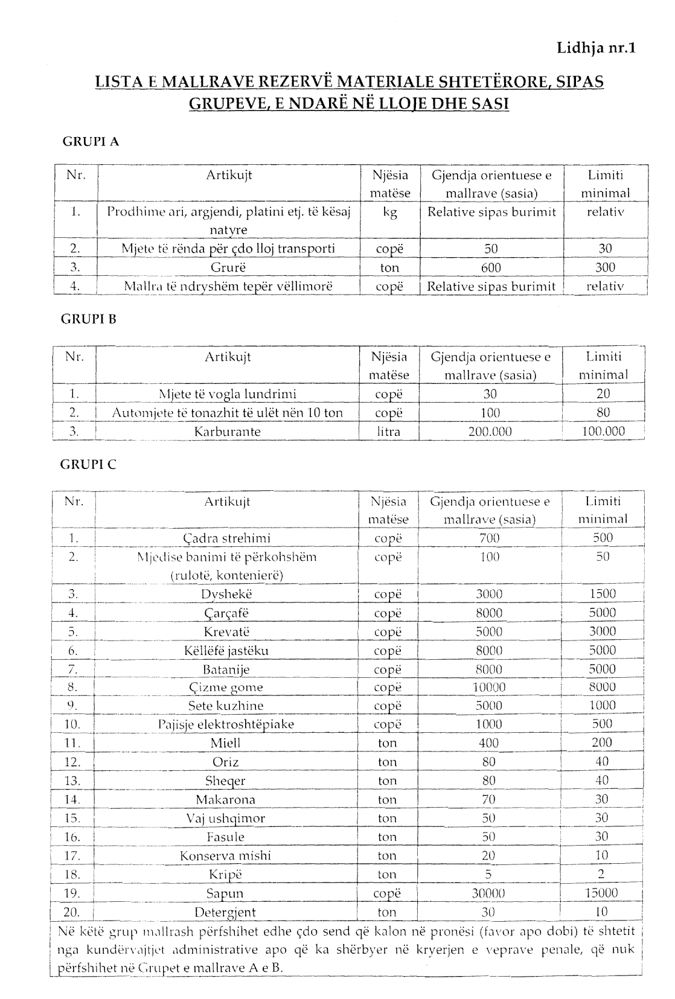 Lidhja nr.1
LISTA E MALLRAVE REZERVË MATERIALE SHTETËRORE, SIPAS
GRUPEVE, E NDARË NË LLOJE DHE SASI
GRUPI A
Nr. Artikujt Njësia matëse Gjendja orientuese e mallrave (sasia) Limiti minimal
1. Prodhime ari, argjendi, platini etj. të kësaj natyre kg Relative sipas burimit relativ
2. Mjete të rënda për çdo lloj transporti copë 50 30
3. Grurë ton 600 300
4. Mallra të ndryshëm tepër vëllimorë copë Relative sipas burimit relativ
GRUPI B
Nr. Artikujt Njësia matëse Gjendja orientuese e mallrave (sasia) Limiti minimal
1. Mjete të vogla lundrimi copë 30 20
2. Automjete të tonazhit të ulët nën 10 ton copë 100 80
3. Karburante litra 200.000 100.000
GRUPI C
Nr. Artikujt Njësia matëse Gjendja orientuese e mallrave (sasia) Limiti minimal
1. Çadra strehimi copë 700 500
2. Mjedise banimi të përkohshëm (rulotë, kontenierë) copë 100 50
3. Dyshekë copë 3000 1500
4. Çarçafë copë 8000 5000
5. Krevatë copë 5000 3000
6. Këllëfë jastëku copë 8000 5000
7. Batanije copë 8000 5000
8. Çizme gome copë 10000 8000
9. Sete kuzhine copë 5000 1000
10. Pajisje elektroshtëpiake copë 1000 500
11. Miell ton 400 200
12. Oriz ton 80 40
13. Sheqer ton 80 40
14. Makarona ton 70 30
15. Vaj ushqimor ton 50 30
16. Fasule ton 50 30
17. Konserva mishi ton 20 10
18. Kripë ton 5 2
19. Sapun copë 30000 15000
20. Detergjent ton 30 10
Në këtë grup mallrash përfshihet edhe çdo send që kalon në pronësi (favor apo dobi) të shtetit
nga kundërvajtjet administrative apo që ka shërbyer në kryerjen e veprave penale, që nuk
përfshihet në Grupet e mallrave A e B.